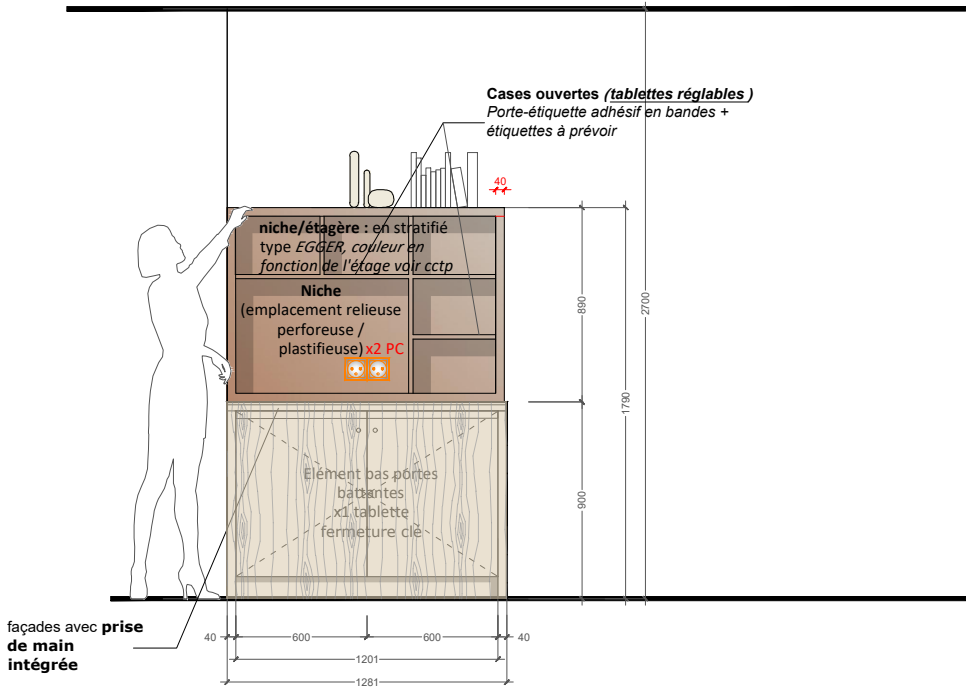 Cases ouvertes (tablettes réglables )
Porte-étiquette adhésif en bandes +
étiquettes à prévoir
40
niche/étagère : en stratifié
type EGGER, couleur en
fonction de l'étage voir cctp
Niche
(emplacement relieuse
perforeuse /
plastifieuse) x2 PC
890
2700
1790
900
Elément bas portes
battantes
x1 tablette
fermeture clé
façades avec prise
de main
intégrée
40
600
600
40
1201
1281